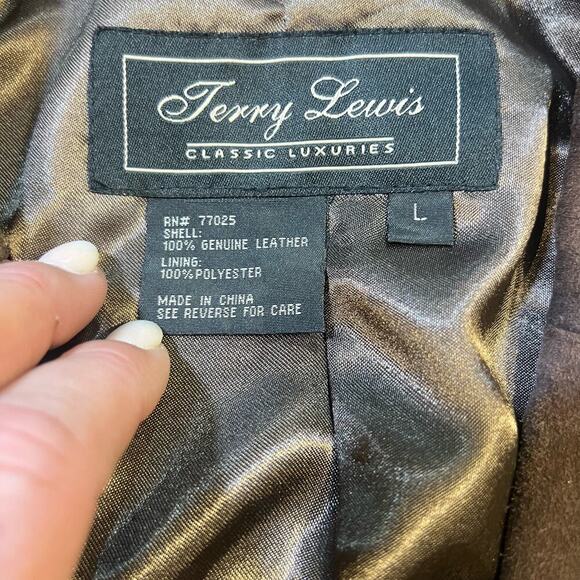 Terry Lewis
CLASSIC LUXURIES
L
RN# 77025
SHELL:
100% GENUINE LEATHER
LINING:
100%POLYESTER
MADE IN CHINA
SEE REVERSE FOR CARE